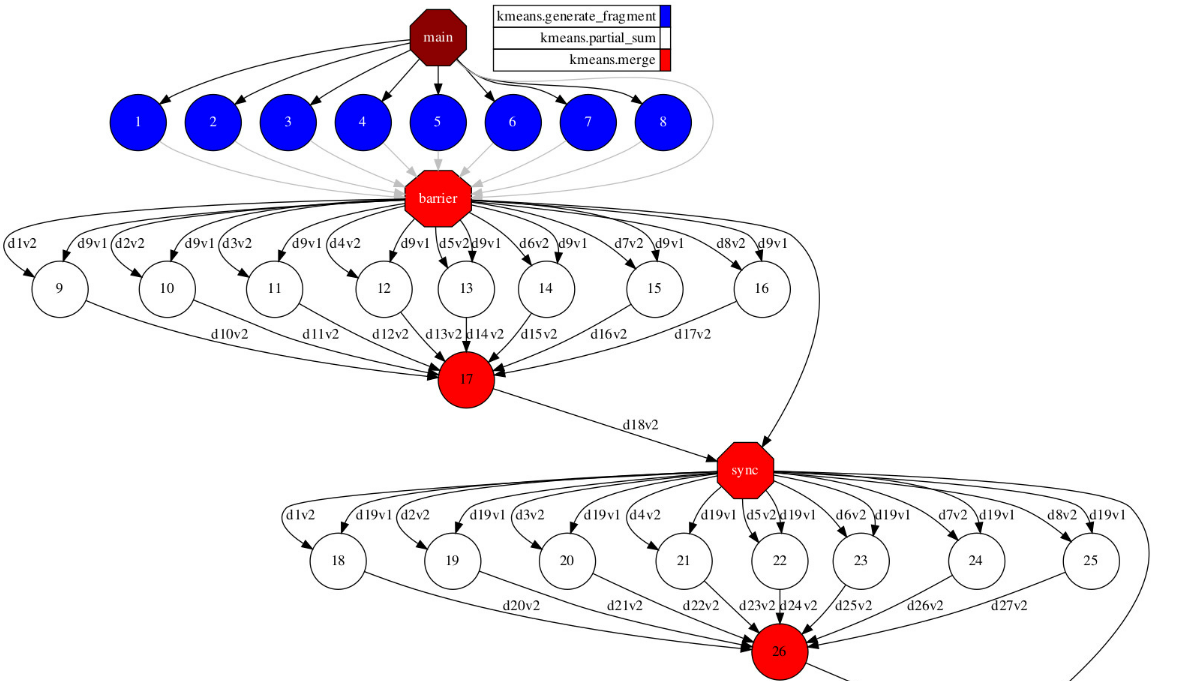 main
kmeans.generate_fragment
kmeans.partial_sum
kmeans.merge
1 2 3 4 5 6 7 8
barrier
d1v2 d9v1 d2v2 d9v1 d3v2 d9v1 d4v2 d9v1 d5v2 d9v1 d6v2 d9v1 d7v2 d9v1 d8v2 d9v1
9 10 11 12 13 14 15 16
d10v2 d11v2 d12v2 d13v2 d14v2 d15v2 d16v2 d17v2
17
d18v2
sync
d1v2 d19v1 d2v2 d19v1 d3v2 d19v1 d4v2 d19v1 d5v2 d19v1 d6v2 d19v1 d7v2 d19v1 d8v2 d19v1
18 19 20 21 22 23 24 25
d20v2 d21v2 d22v2 d23v2 d24v2 d25v2 d26v2 d27v2
26